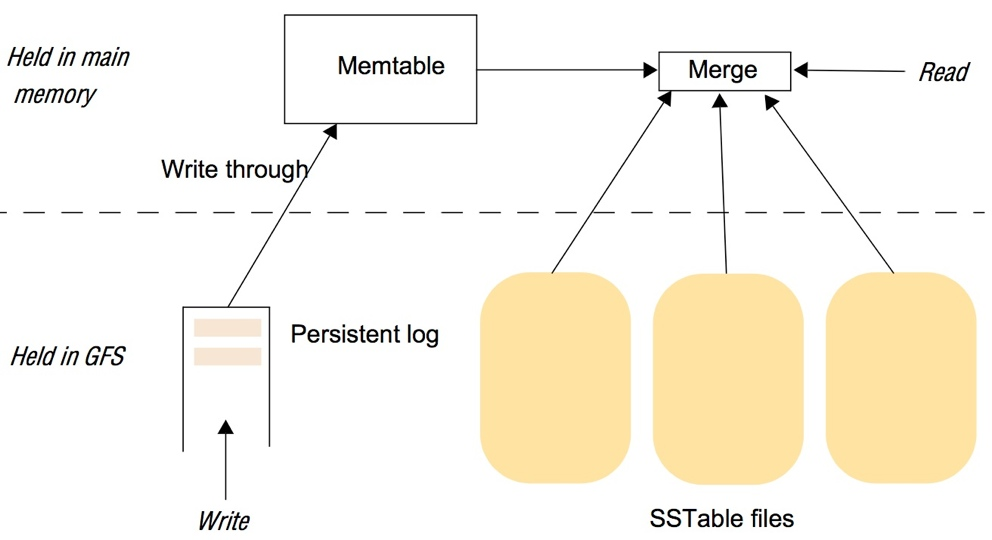 Held in main
memory
Memtable
Merge
Read
Write through
Persistent log
Held in GFS
Write
SSTable files